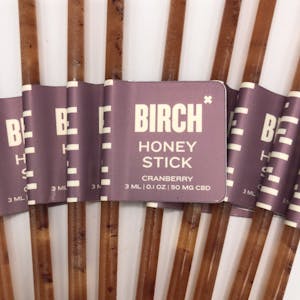 BIRCH
HONEY
STICK
CRANBERRY
3 ML | 0.1 OZ | 50 MG CBD